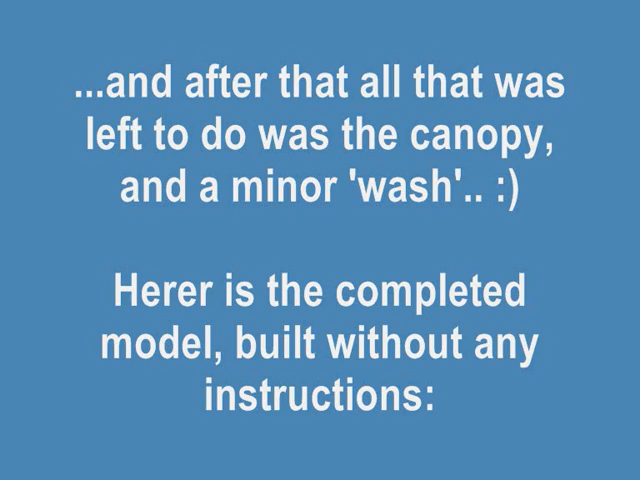 ...and after that all that was
left to do was the canopy,
and a minor 'wash'.. :)
Herer is the completed
model, built without any
instructions: